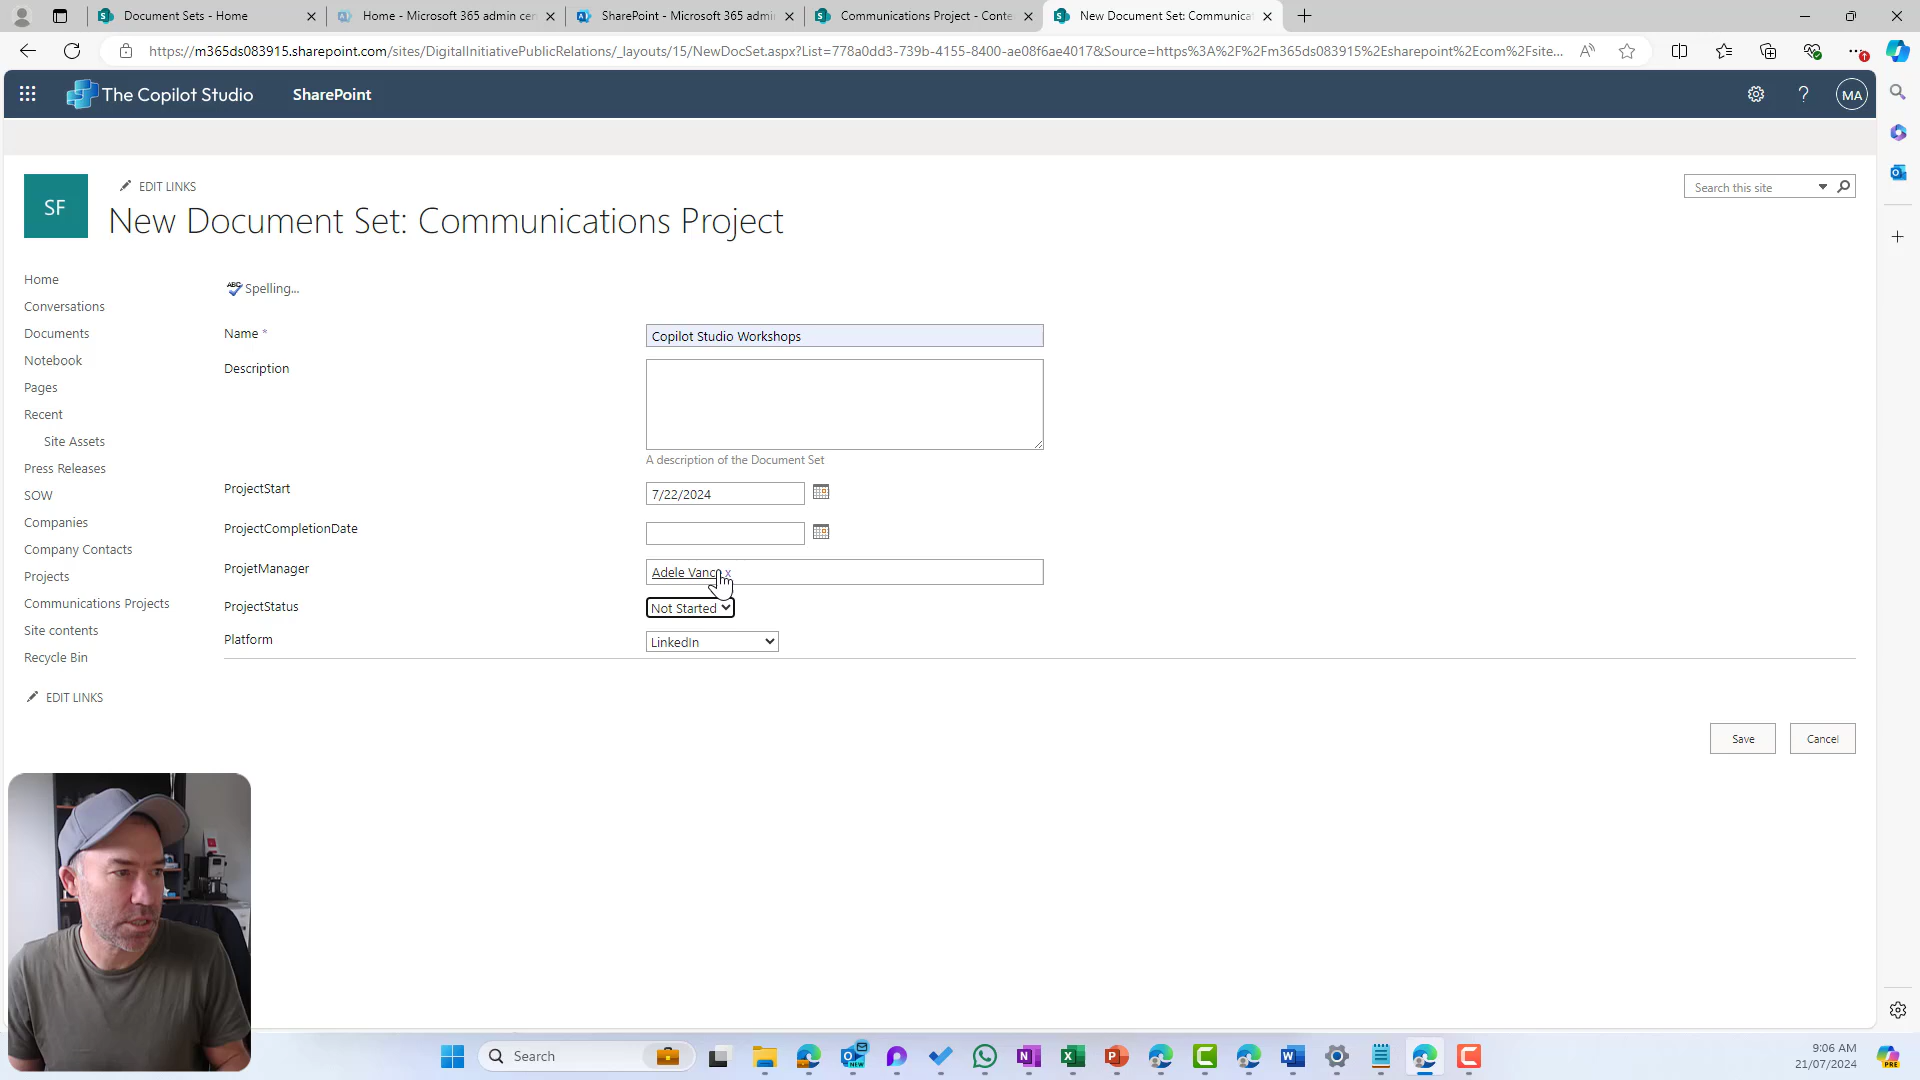 Document Sets - Home
Home - Microsoft 365 admin cen
SharePoint - Microsoft 365 admi
Communications Project - Conte
New Document Set: Communica
https://m365ds083915.sharepoint.com/sites/DigitalInitiativePublicRelations/_layouts/15/NewDocSet.aspx?List=778a0dd3-739b-4155-8400-ae08f6ae4017&Source=https%3A%2F%2Fm365ds083915%2Esharepoint%2Ecom%2Fsite...
The Copilot Studio
SharePoint
?
MA
SF
EDIT LINKS
Search this site
New Document Set: Communications Project
Home
Conversations
Documents
Notebook
Pages
Recent
Site Assets
Press Releases
SOW
Companies
Company Contacts
Projects
Communications Projects
Site contents
Recycle Bin
EDIT LINKS
ABC Spelling...
Name *
Copilot Studio Workshops
Description
A description of the Document Set
ProjectStart
7/22/2024
ProjectCompletionDate
ProjetManager
Adele Vance x
ProjectStatus
Not Started
Platform
LinkedIn
Save
Cancel
Search
NEW
9:06 AM
21/07/2024
PRE